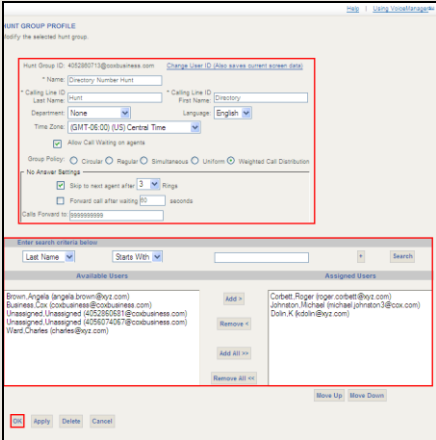 Help | Using VoiceManager
HUNT GROUP PROFILE
Modify the selected hunt group.
Hunt Group ID: 4052860713@coxbusiness.com Change User ID (Also saves current screen data)
* Name: Directory Number Hunt
* Calling Line ID Last Name: Hunt * Calling Line ID First Name: Directory
Department: None Language: English
Time Zone: (GMT-06:00) (US) Central Time
Allow Call Waiting on agents
Group Policy: Circular Regular Simultaneous Uniform Weighted Call Distribution
No Answer Settings
Skip to next agent after 3 Rings
Forward call after waiting 60 seconds
Calls Forward to: 9999999999
Enter search criteria below
Last Name Starts With + Search
Available Users Assigned Users
Brown,Angela (angela.brown@xyz.com)
Business,Cox (coxbusiness@coxbusiness.com)
Unassigned,Unassigned (4052860681@coxbusiness.com)
Unassigned,Unassigned (4056074067@coxbusiness.com)
Ward,Charles (charles@xyz.com)
Add >
Remove <
Add All >>
Remove All <<
Corbett,Roger (roger.corbett@xyz.com)
Johnston,Michael (michael.johnston3@cox.com)
Dolin,K (kdolin@xyz.com)
Move Up Move Down
OK Apply Delete Cancel